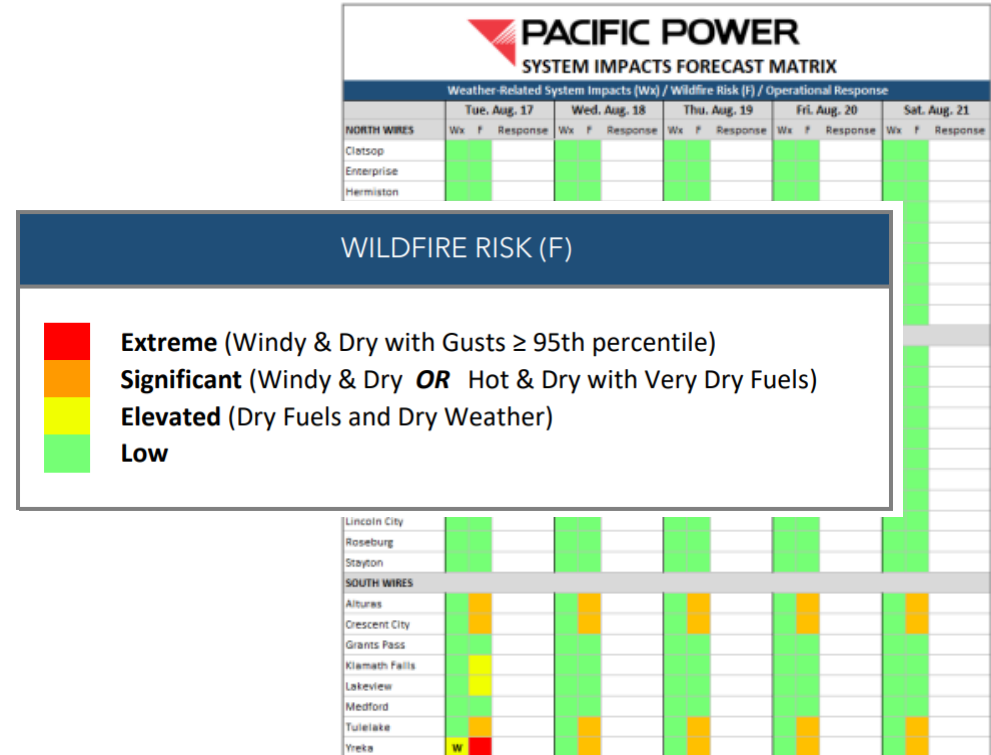 PACIFIC POWER
SYSTEM IMPACTS FORECAST MATRIX
Weather-Related System Impacts (Wx) / Wildfire Risk (F) / Operational Response
Tue. Aug. 17 Wed. Aug. 18 Thu. Aug. 19 Fri. Aug. 20 Sat. Aug. 21
NORTH WIRES Wx F Response Wx F Response Wx F Response Wx F Response Wx F Response
Clatsop
Enterprise
Hermiston
WILDFIRE RISK (F)
Extreme (Windy & Dry with Gusts ≥ 95th percentile)
Significant (Windy & Dry OR Hot & Dry with Very Dry Fuels)
Elevated (Dry Fuels and Dry Weather)
Low
Lincoln City
Roseburg
Stayton
SOUTH WIRES
Alturas
Crescent City
Grants Pass
Klamath Falls
Lakeview
Medford
Tulelake
Yreka W